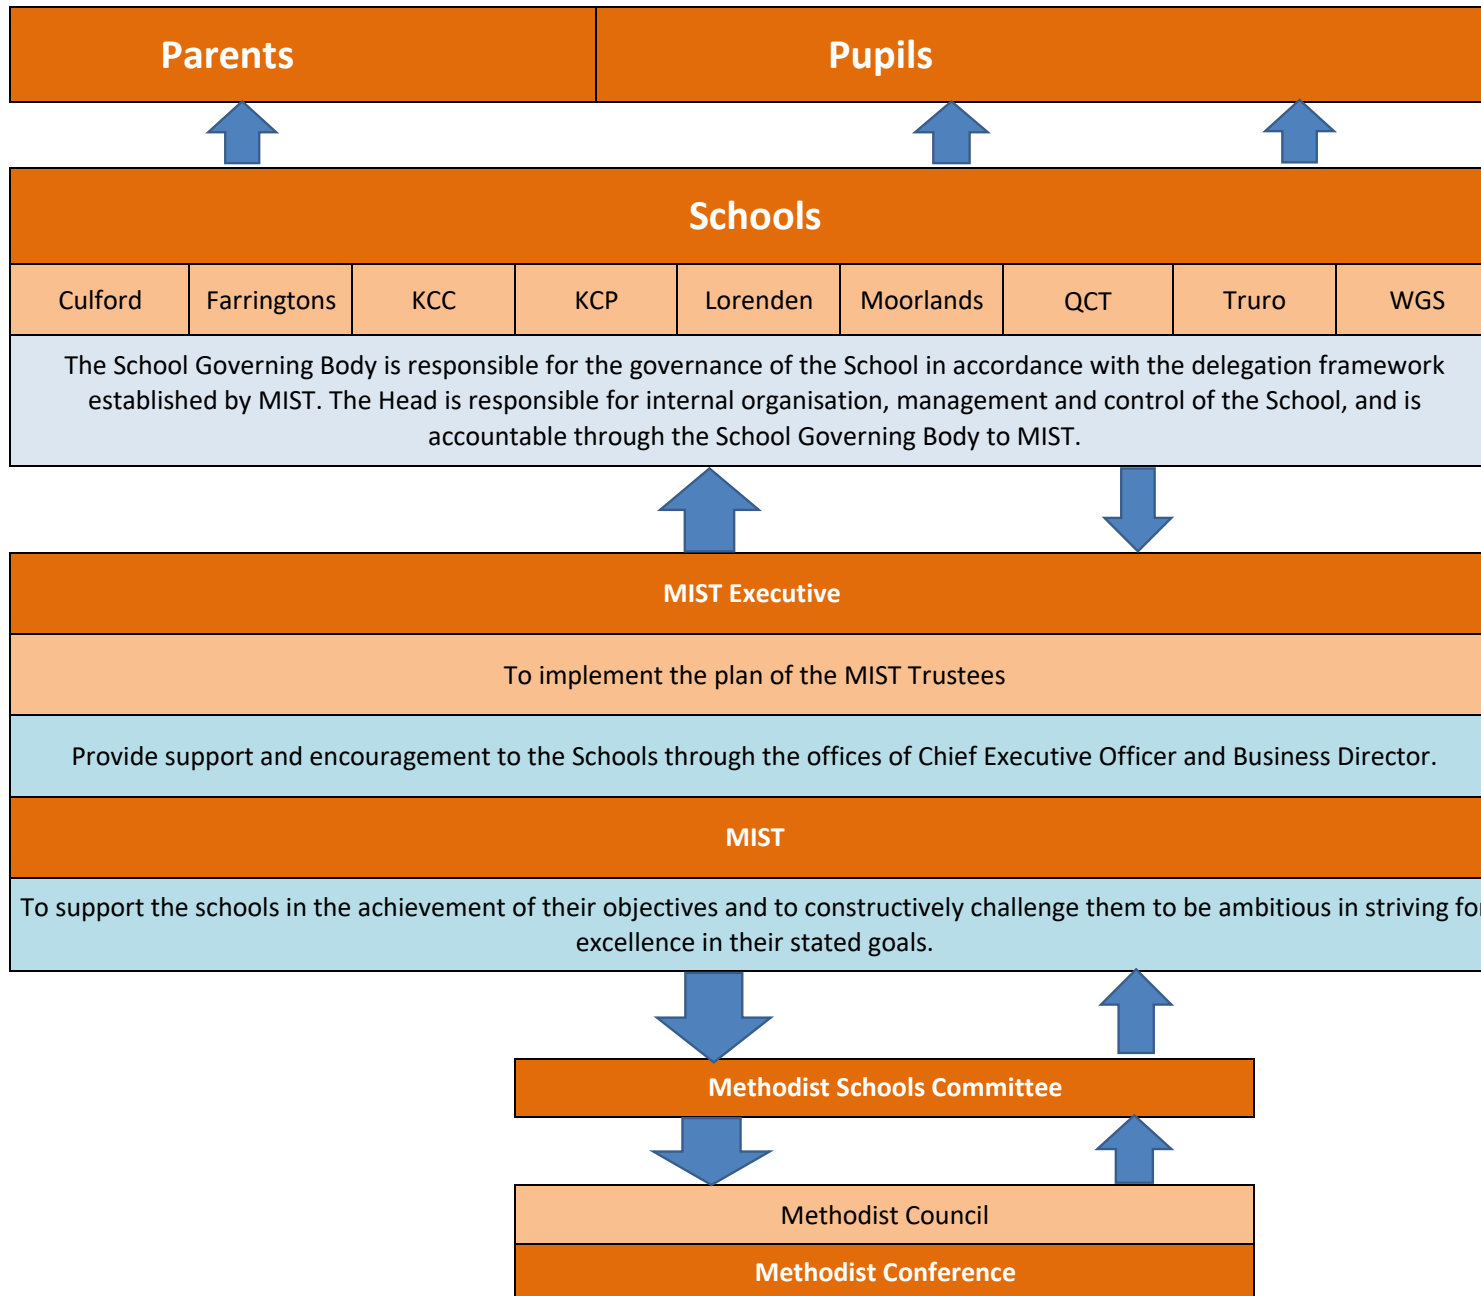 Parents Pupils
Schools
Culford Farringtons KCC KCP Lorenden Moorlands QCT Truro WGS
The School Governing Body is responsible for the governance of the School in accordance with the delegation framework
established by MIST. The Head is responsible for internal organisation, management and control of the School, and is
accountable through the School Governing Body to MIST.
MIST Executive
To implement the plan of the MIST Trustees
Provide support and encouragement to the Schools through the offices of Chief Executive Officer and Business Director.
MIST
To support the schools in the achievement of their objectives and to constructively challenge them to be ambitious in striving for
excellence in their stated goals.
Methodist Schools Committee
Methodist Council
Methodist Conference